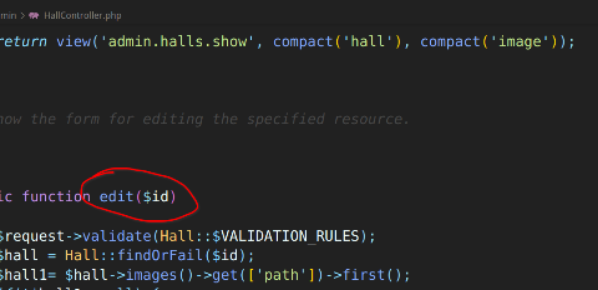 min > HallController.php
return view('admin.halls.show', compact('hall'), compact('image'));
how the form for editing the specified resource.
ic function edit($id)
$request->validate(Hall::$VALIDATION_RULES);
$hall = Hall::findOrFail($id);
$hall1= $hall->images()->get(['path'])->first();